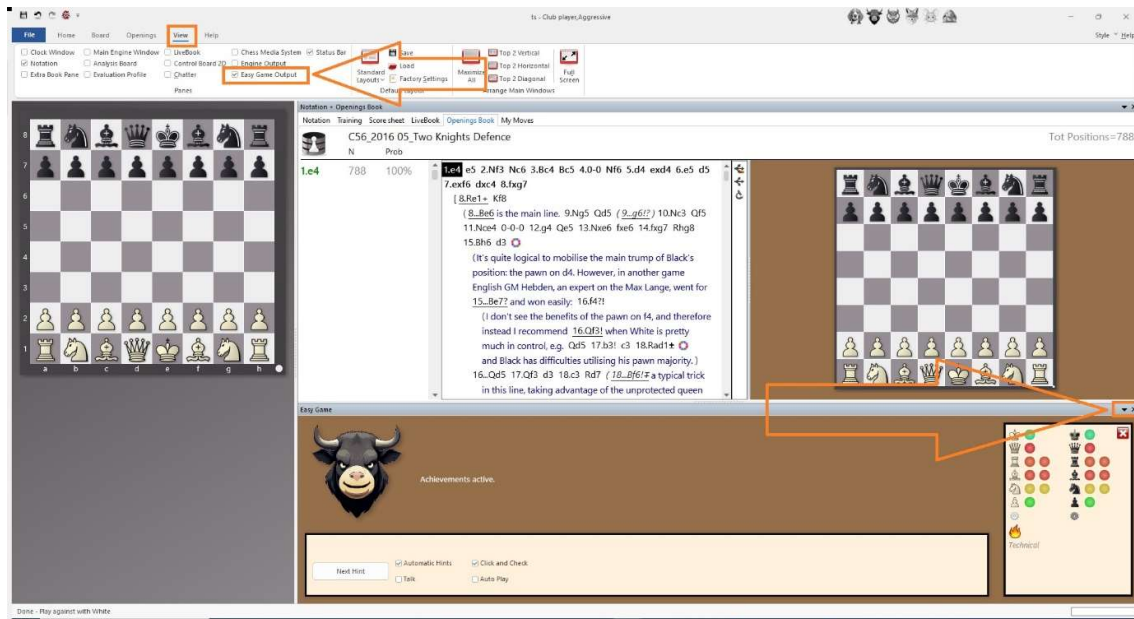 fs - Club player,Aggressive
File Home Board Openings View Help
Style Help
Clock Window Main Engine Window LiveBook Chess Media System Status Bar
Notation Analysis Board Control Board 2D Engine Output
Extra Book Pane Evaluation Profile Chatter Easy Game Output
Panes
Standard Layouts
Save
Load
Factory Settings
Default Layout
Maximize All
Top 2 Vertical
Top 2 Horizontal
Top 2 Diagonal
Full Screen
Arrange Main Windows
Notation + Openings Book
Notation Training Score sheet LiveBook Openings Book My Moves
C56_2016 05_Two Knights Defence
Tot Positions=788
N Prob
1.e4 788 100%
1.e4 e5 2.Nf3 Nc6 3.Bc4 Bc5 4.0-0 Nf6 5.d4 exd4 6.e5 d5
7.exf6 dxc4 8.fxg7
[ 8.Re1+ Kf8
( 8...Be6 is the main line. 9.Ng5 Qd5 ( 9...g6!? ) 10.Nc3 Qf5
11.Nce4 0-0-0 12.g4 Qe5 13.Nxe6 fxe6 14.fxg7 Rhg8
15.Bh6 d3
(It's quite logical to mobilise the main trump of Black's
position: the pawn on d4. However, in another game
English GM Hebden, an expert on the Max Lange, went for
15...Be7? and won easily: 16.f4?!
(I don't see the benefits of the pawn on f4, and therefore
instead I recommend 16.Qf3! when White is pretty
much in control, e.g. Qd5 17.b3! c3 18.Rad1±
and Black has difficulties utilising his pawn majority.)
16...Qd5 17.Qf3 d3 18.c3 Rd7 ( 18...Bf6!∓ a typical trick
in this line, taking advantage of the unprotected queen
8
7
6
5
4
3
2
1
a b c d e f g h
Easy Game
Achievements active.
Technical
Next Hint
Automatic Hints Click and Check
Talk Auto Play
Done - Play against with White